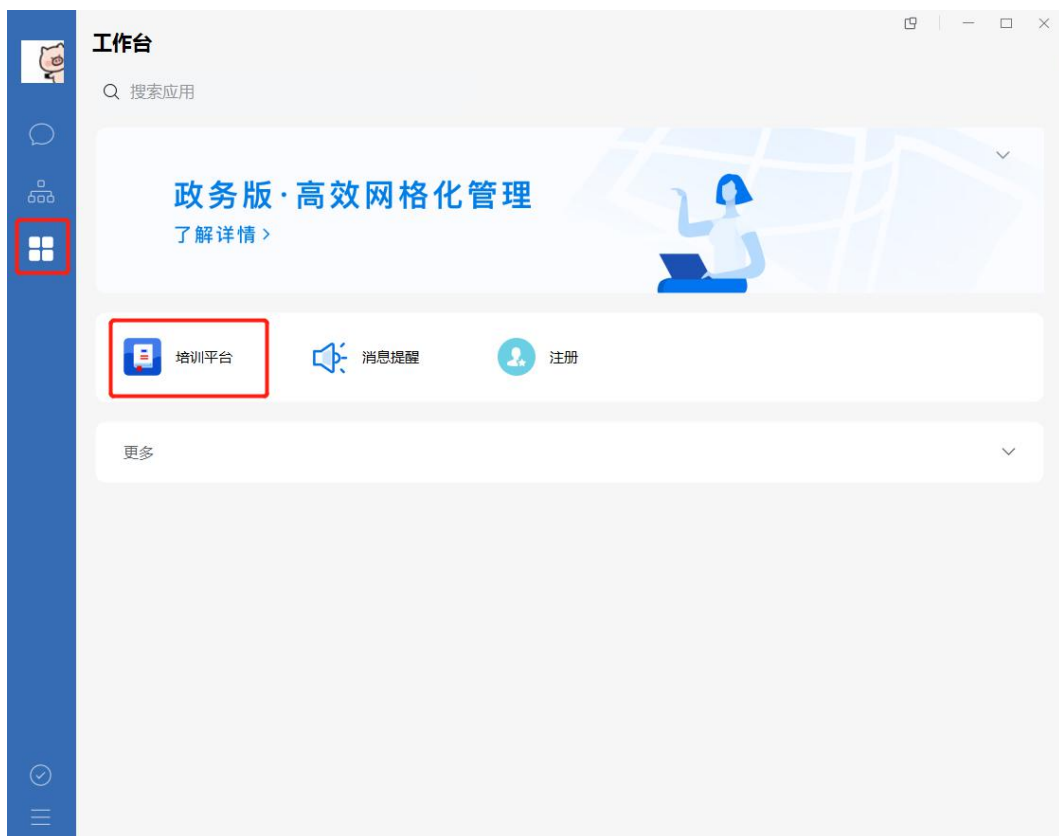 工作台
搜索应用
政务版·高效网格化管理
了解详情>
培训平台
消息提醒
注册
更多